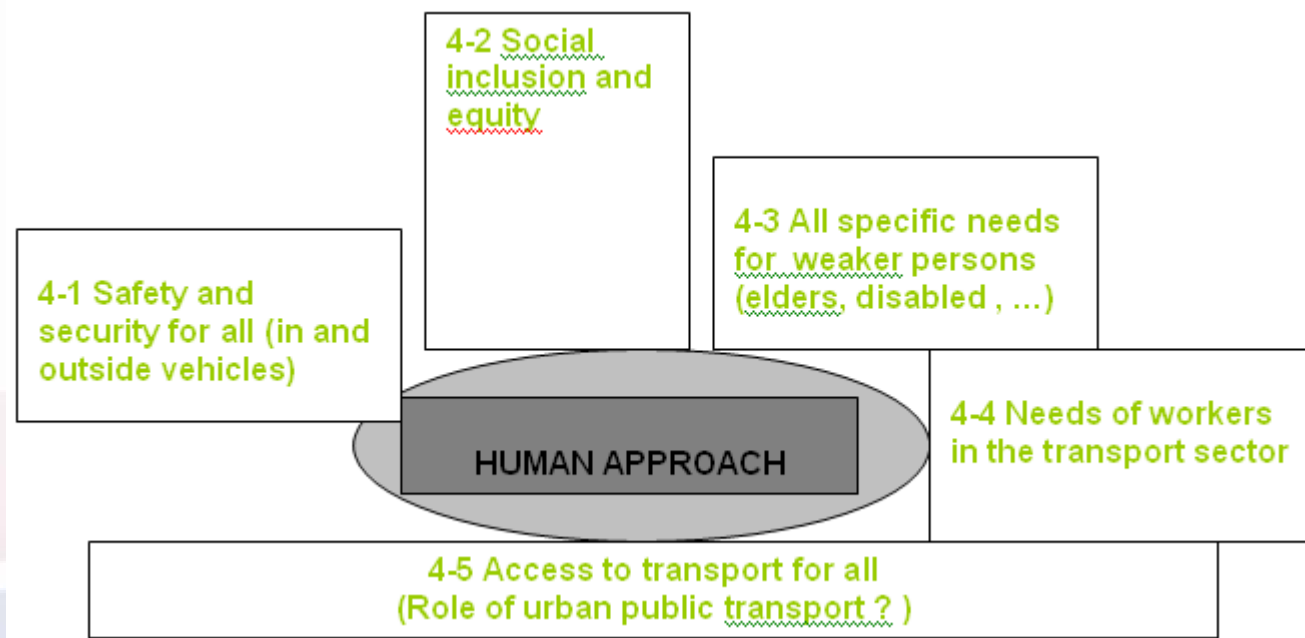 4-2 Social
inclusion and
equity
4-3 All specific needs
for weaker persons
(elders, disabled , ...)
4-1 Safety and
security for all (in and
outside vehicles)
4-4 Needs of workers
in the transport sector
HUMAN APPROACH
4-5 Access to transport for all
(Role of urban public transport ? )